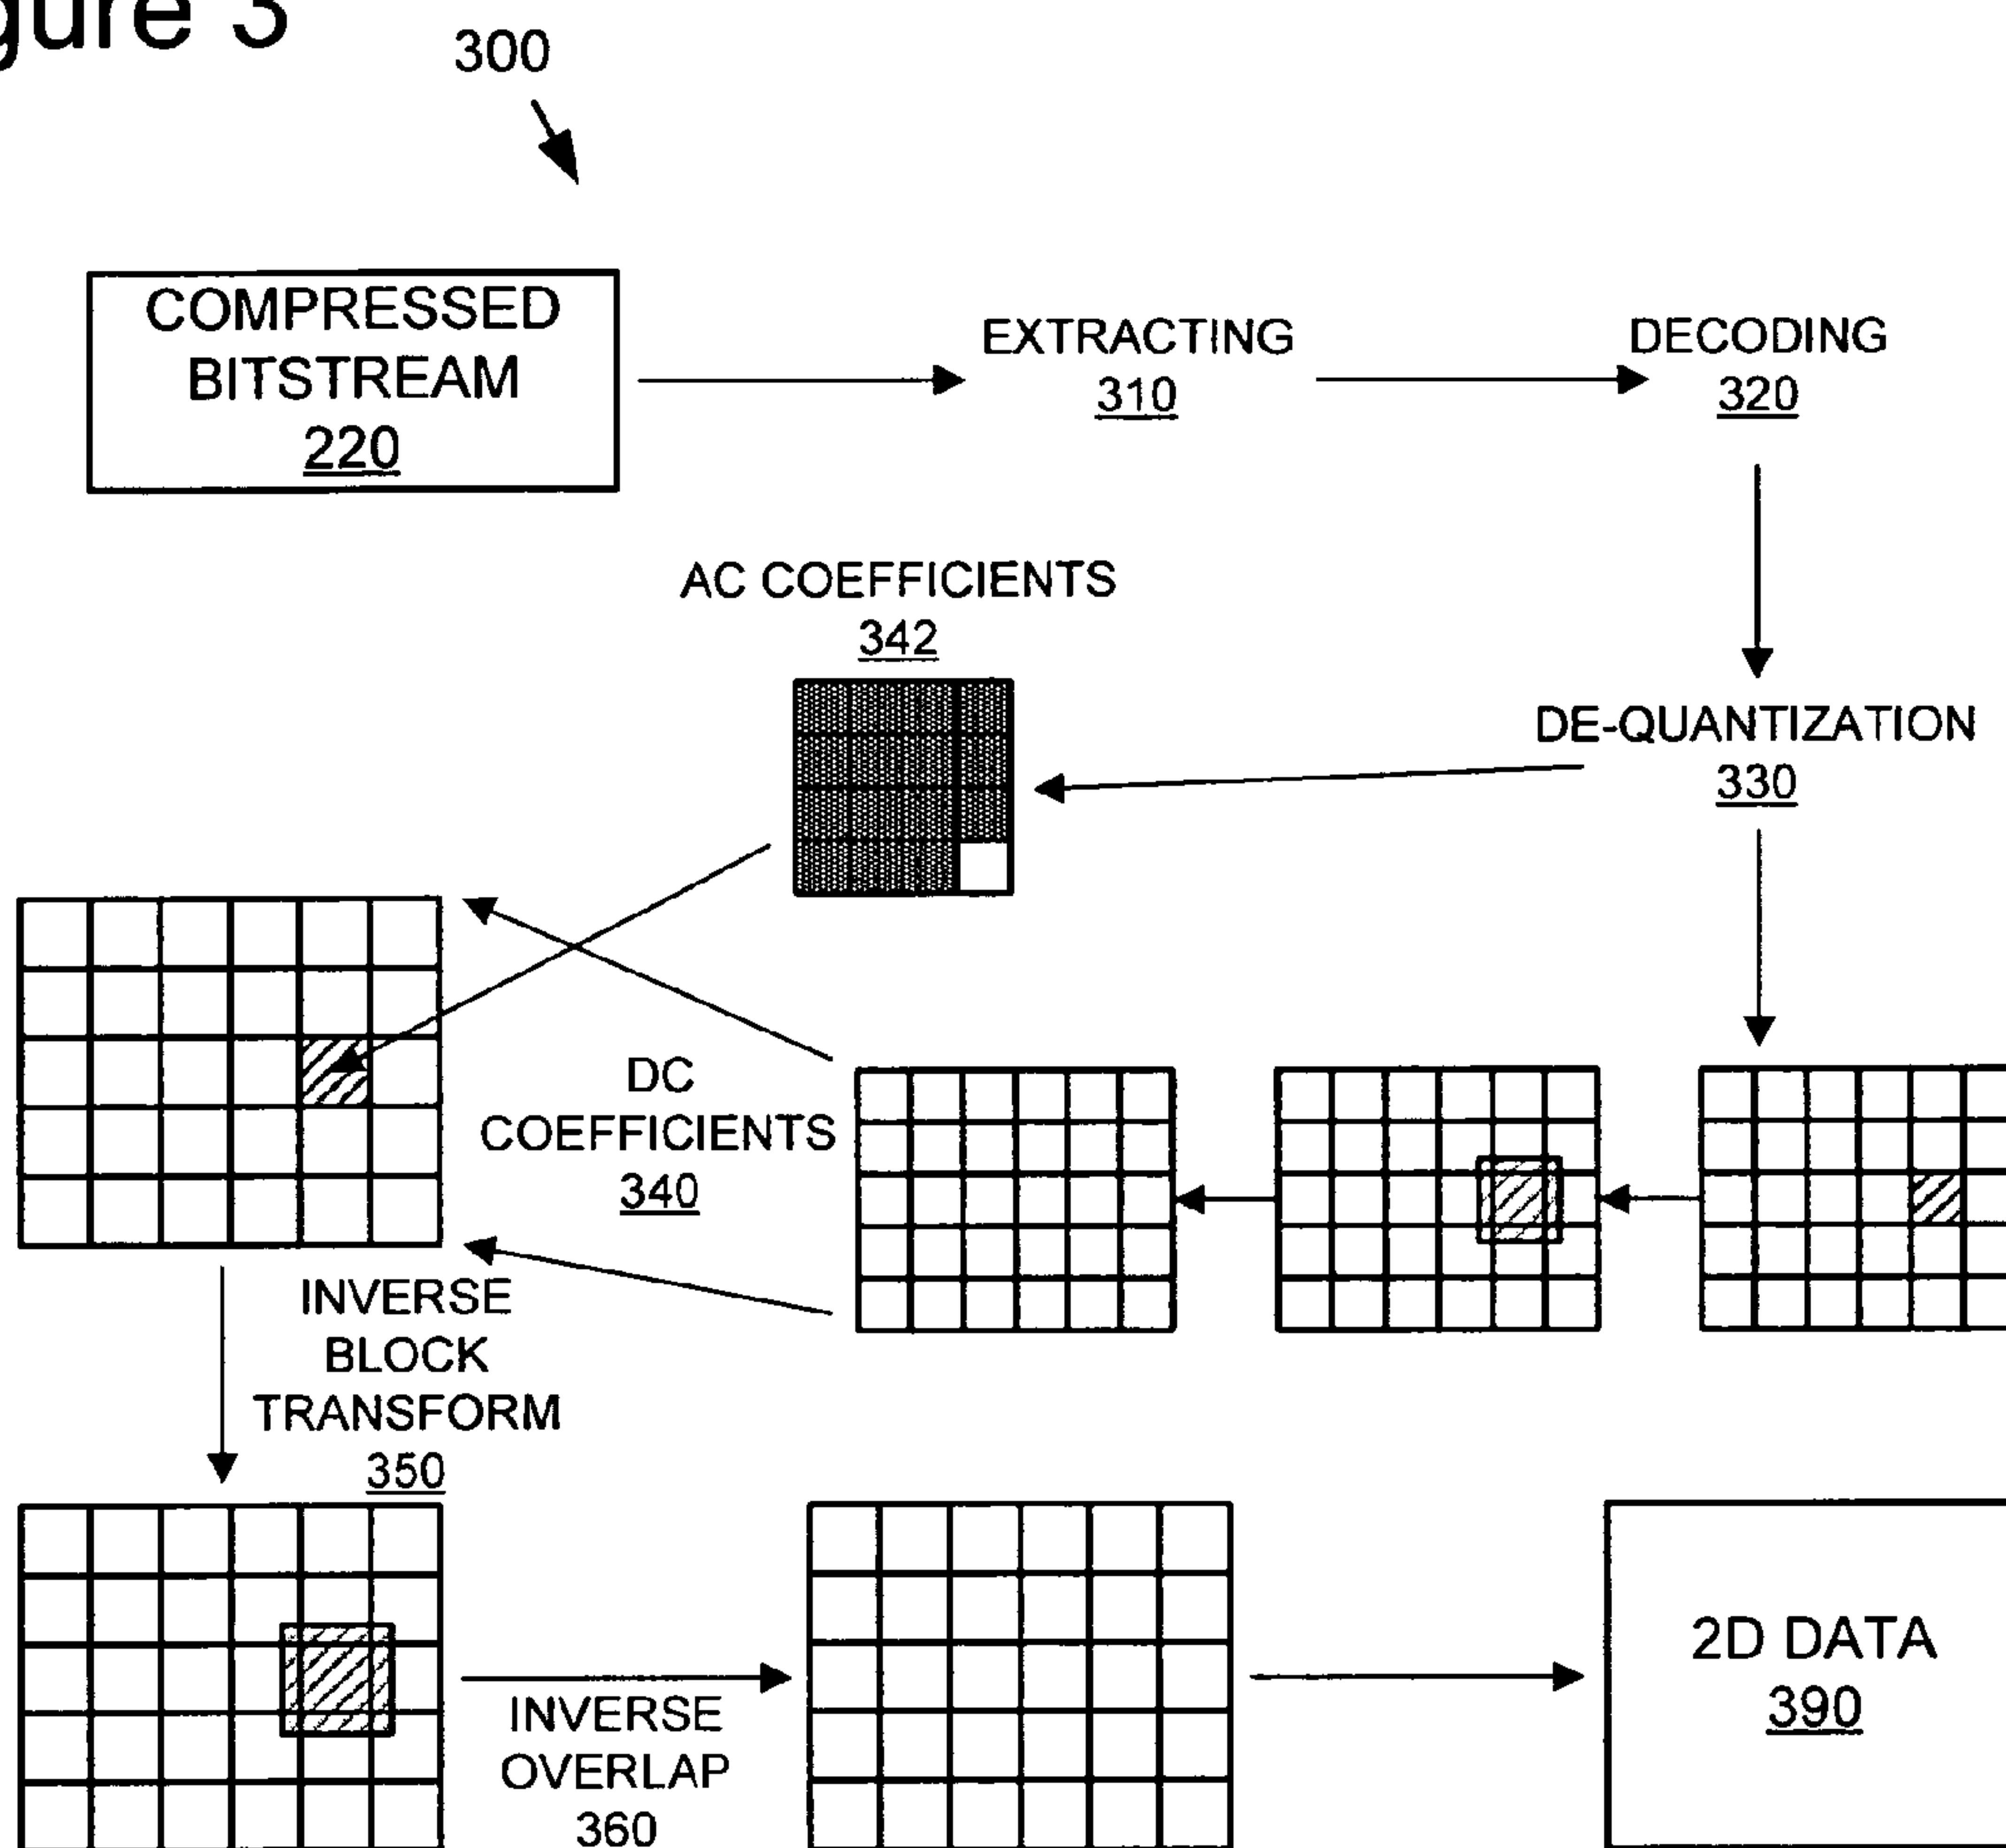 gure 3
300
COMPRESSED
BITSTREAM
220
EXTRACTING
310
DECODING
320
AC COEFFICIENTS
342
DE-QUANTIZATION
330
DC
COEFFICIENTS
340
INVERSE
BLOCK
TRANSFORM
350
INVERSE
OVERLAP
360
2D DATA
390